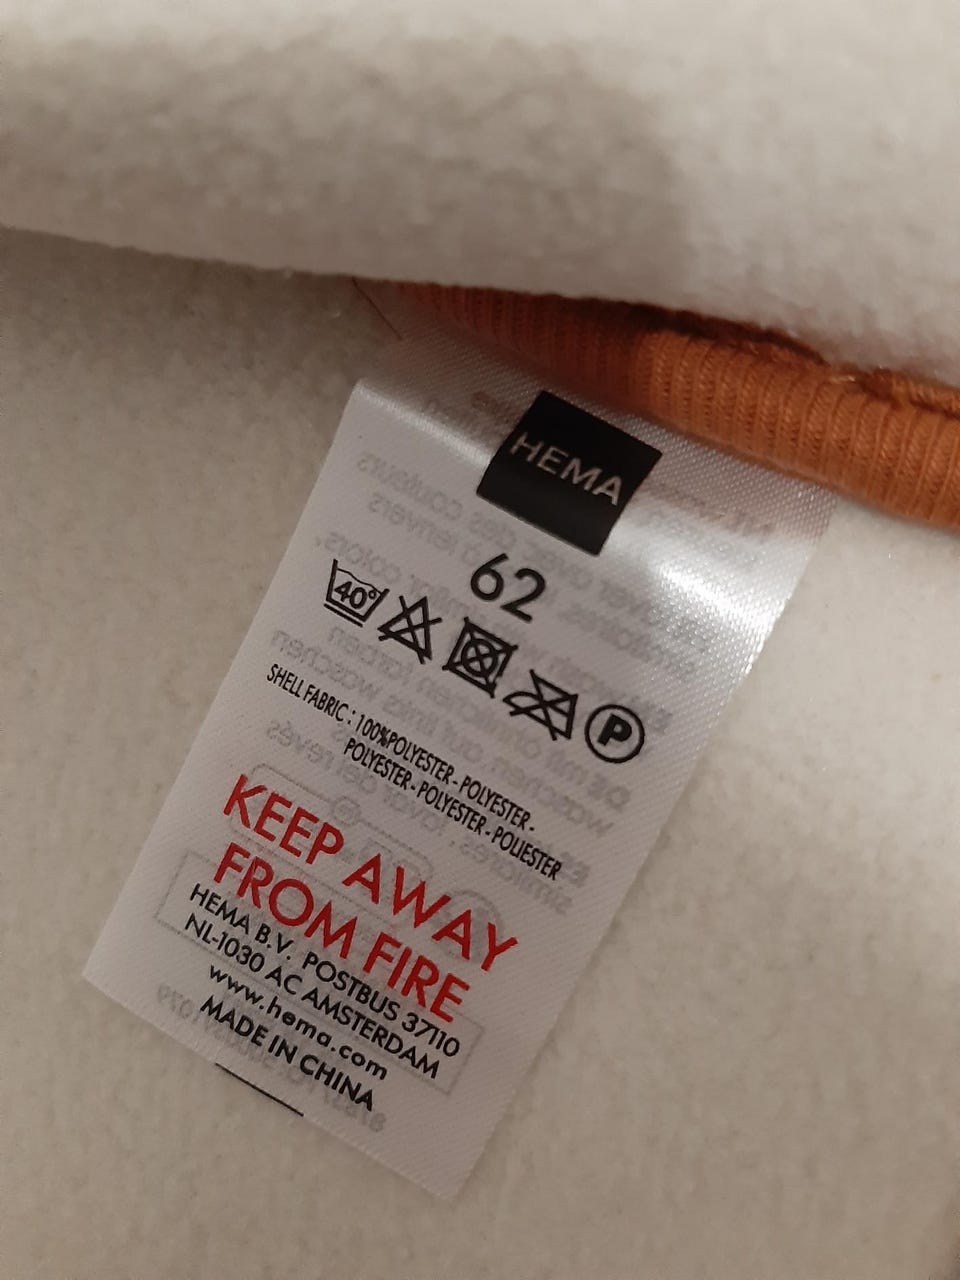 HEMA
62
40°
P
SHELL FABRIC : 100%POLYESTER - POLYESTER -
POLYESTER - POLYESTER - POLIESTER
KEEP AWAY
FROM FIRE
HEMA B.V. POSTBUS 37110
NL-1030 AC AMSTERDAM
www.hema.com
MADE IN CHINA